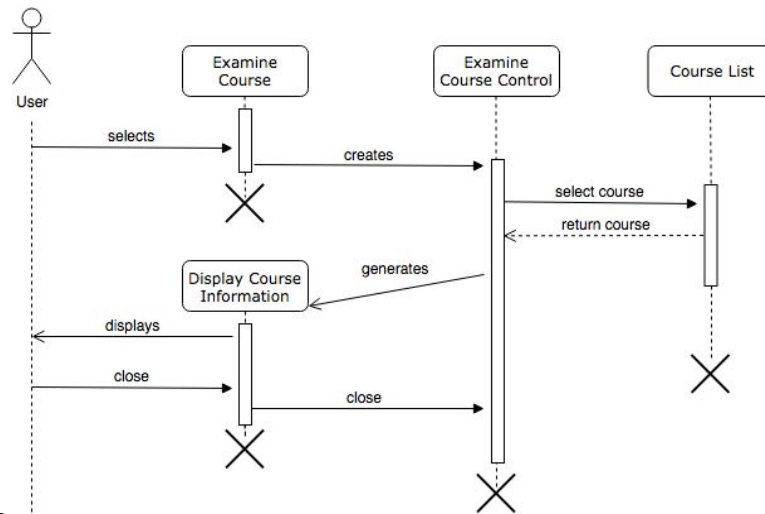 Examine
Course
Examine
Course Control
Course List
User
selects
creates
select course
return course
generates
Display Course
Information
displays
close
close